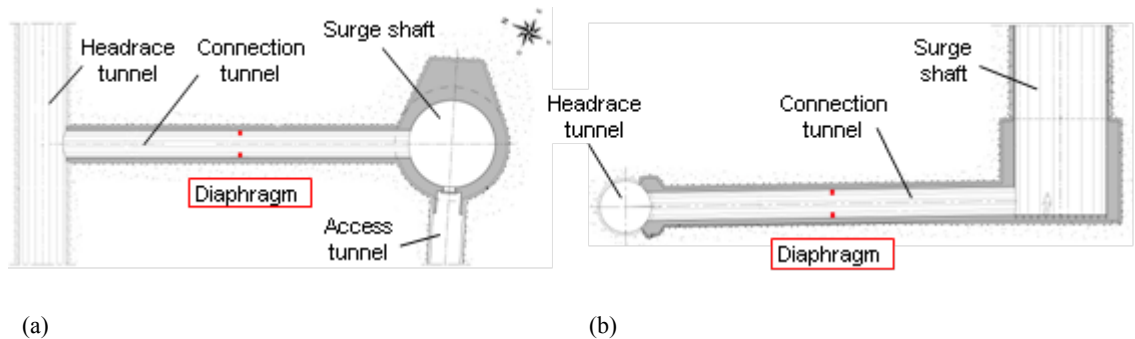 Headrace
tunnel
Connection
tunnel
Surge shaft
Diaphragm
Access
tunnel
(a)
Headrace
tunnel
Connection
tunnel
Surge
shaft
Diaphragm
(b)